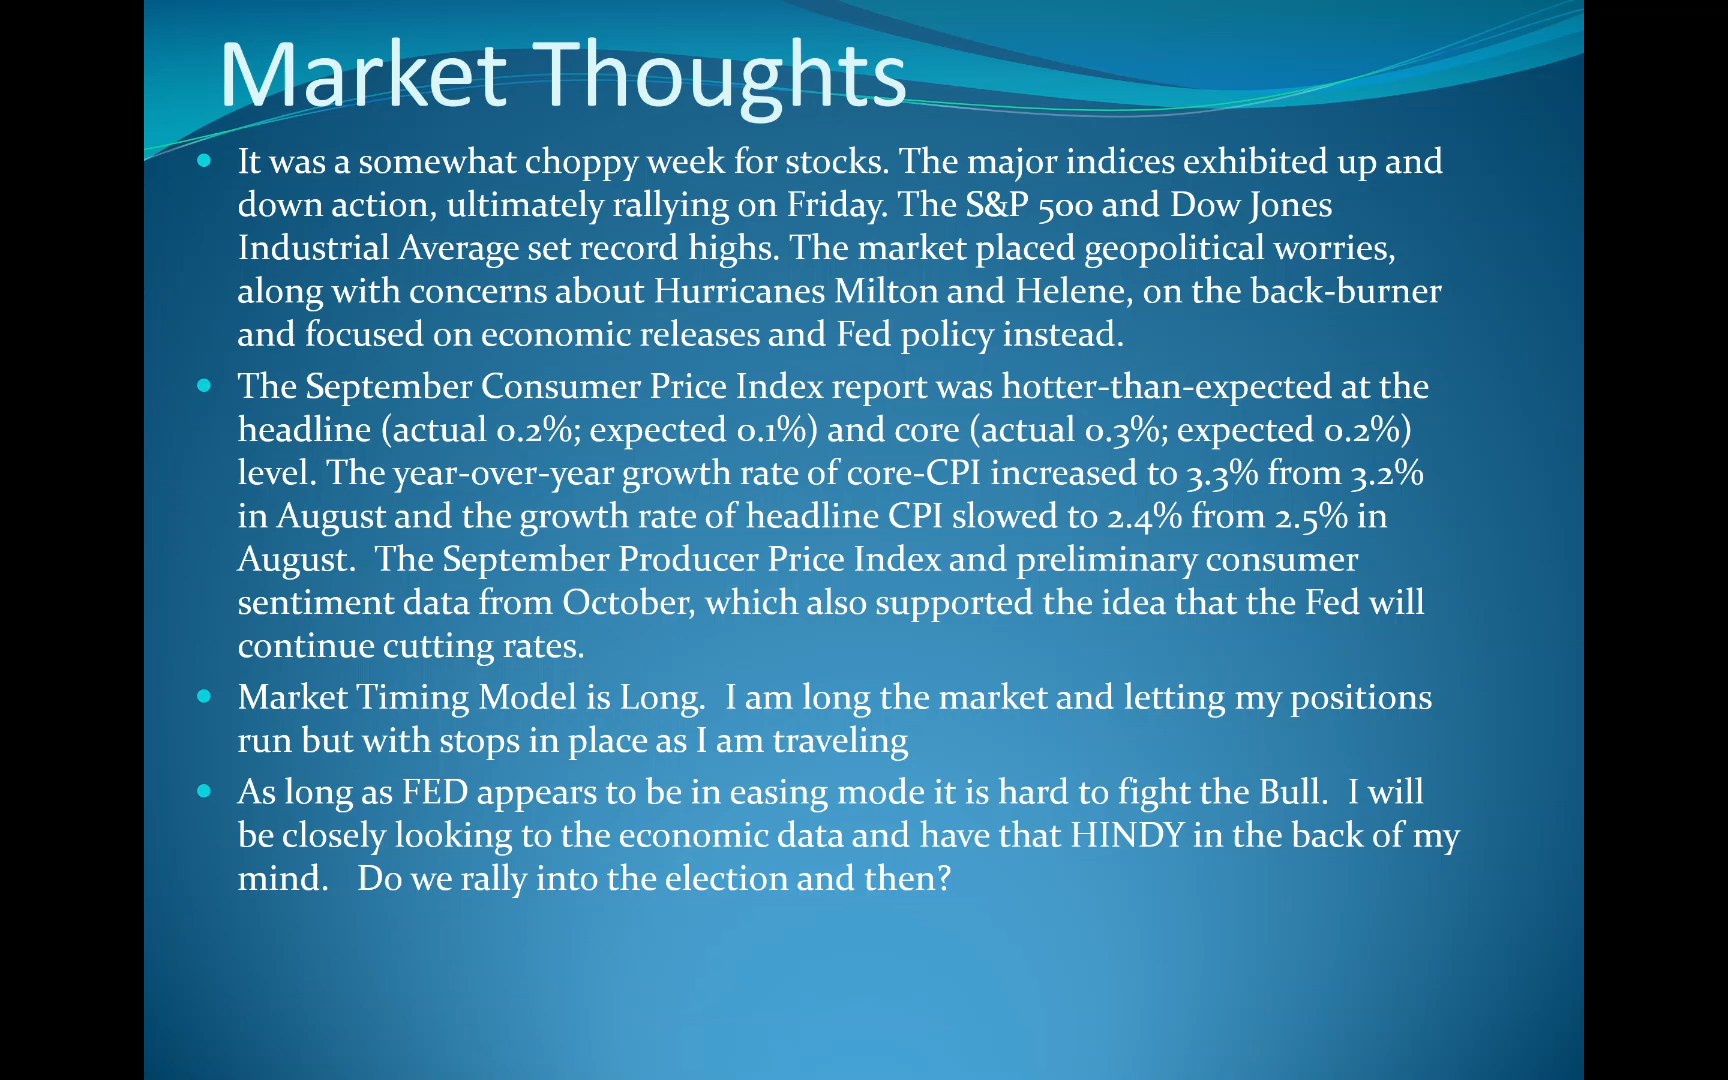 Market Thoughts
It was a somewhat choppy week for stocks. The major indices exhibited up and
down action, ultimately rallying on Friday. The S&P 500 and Dow Jones
Industrial Average set record highs. The market placed geopolitical worries,
along with concerns about Hurricanes Milton and Helene, on the back-burner
and focused on economic releases and Fed policy instead.
The September Consumer Price Index report was hotter-than-expected at the
headline (actual 0.2%; expected 0.1%) and core (actual 0.3%; expected 0.2%)
level. The year-over-year growth rate of core-CPI increased to 3.3% from 3.2%
in August and the growth rate of headline CPI slowed to 2.4% from 2.5% in
August.  The September Producer Price Index and preliminary consumer
sentiment data from October, which also supported the idea that the Fed will
continue cutting rates.
Market Timing Model is Long.  I am long the market and letting my positions
run but with stops in place as I am traveling
As long as FED appears to be in easing mode it is hard to fight the Bull.  I will
be closely looking to the economic data and have that HINDY in the back of my
mind.   Do we rally into the election and then?